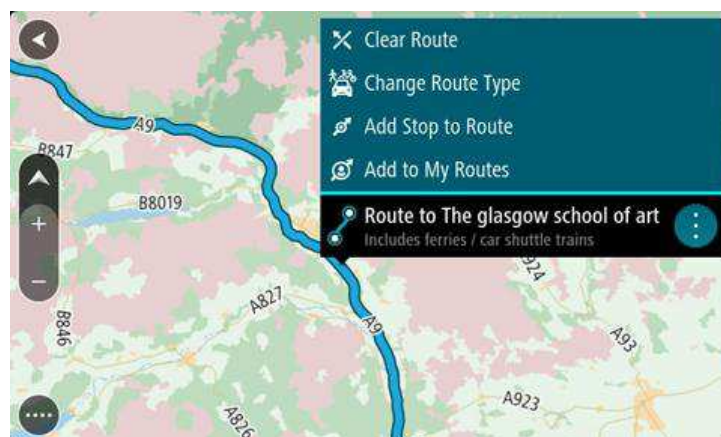 Clear Route
Change Route Type
Add Stop to Route
Add to My Routes
Route to The glasgow school of art
Includes ferries / car shuttle trains
A9
B847
B8019
A827
A9
B846
A826
A924
A93
A923